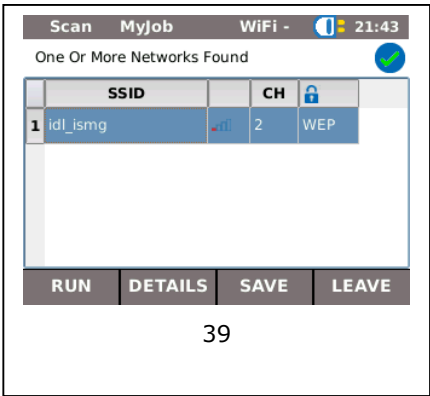 Scan MyJob WiFi - 21:43
One Or More Networks Found
SSID CH
1 idl_ismg 2 WEP
RUN DETAILS SAVE LEAVE
39